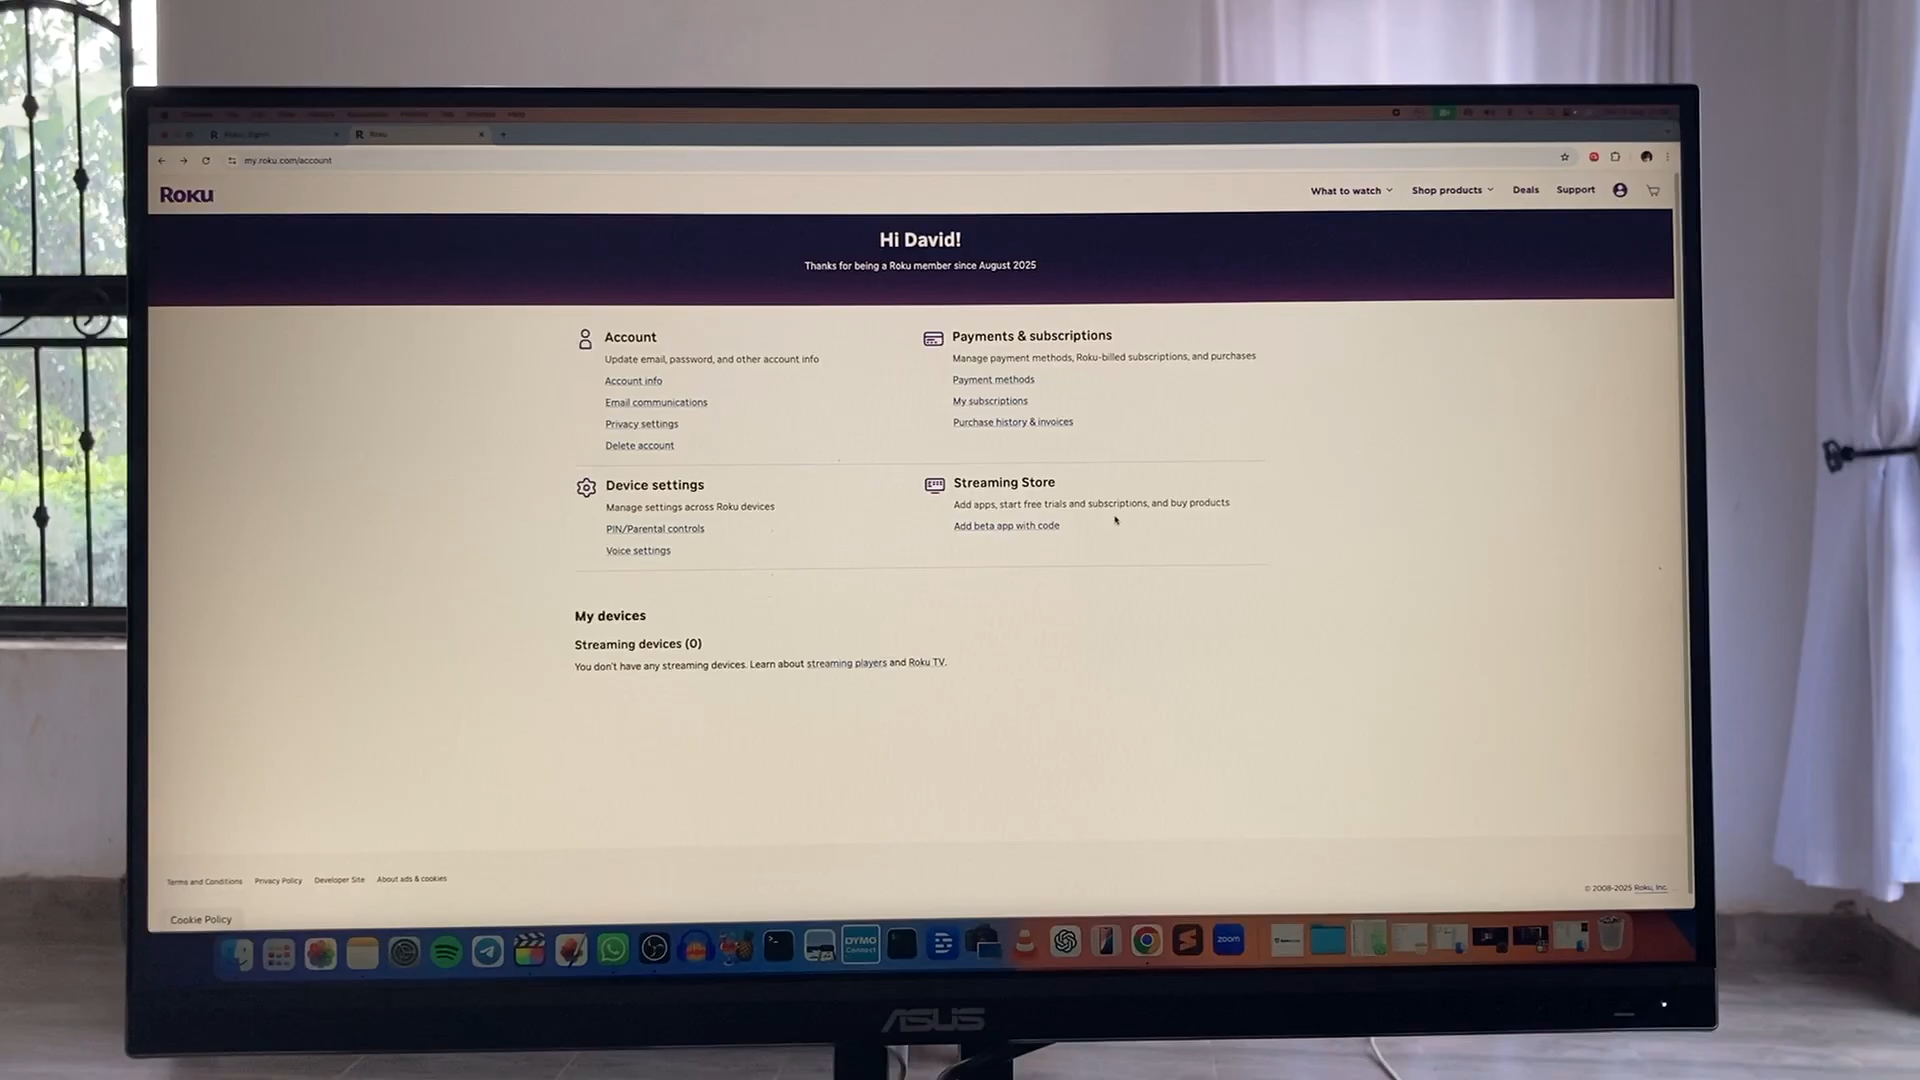 Roku
my.roku.com/account
Roku
What to watch
Shop products
Deals
Support
Hi David!
Thanks for being a Roku member since August 2025
Account
Update email, password, and other account info
Account info
Email communications
Privacy settings
Delete account
Payments & subscriptions
Manage payment methods, Roku-billed subscriptions, and purchases
Payment methods
My subscriptions
Purchase history & invoices
Device settings
Manage settings across Roku devices
PIN/Parental controls
Voice settings
Streaming Store
Add apps, start free trials and subscriptions, and buy products
Add beta app with code
My devices
Streaming devices (0)
You don't have any streaming devices. Learn about streaming players and Roku TV.
Terms and Conditions
Privacy Policy
Developer Site
About ads & cookies
© 2008-2025 Roku, Inc.
Cookie Policy
DYMO
Connect
zoom
ASUS